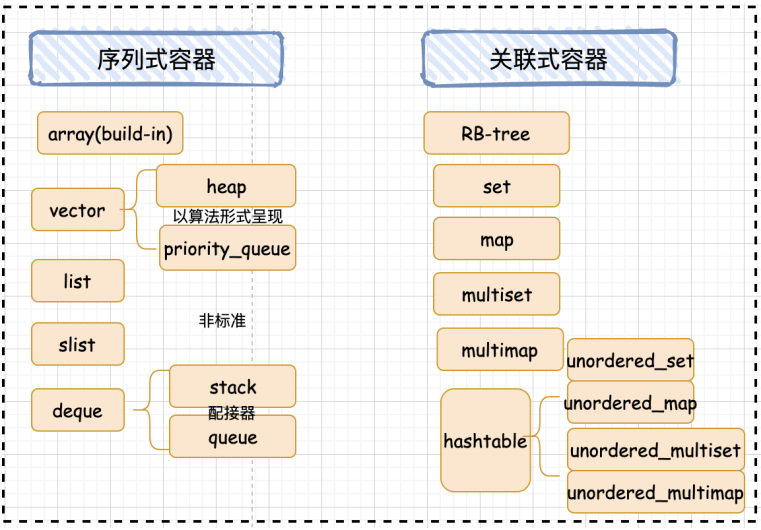 序列式容器
array(build-in)
vector
heap
以算法形式呈现
priority_queue
list
非标准
slist
deque
stack
配接器
queue
关联式容器
RB-tree
set
map
multiset
multimap
hashtable
unordered_set
unordered_map
unordered_multiset
unordered_multimap